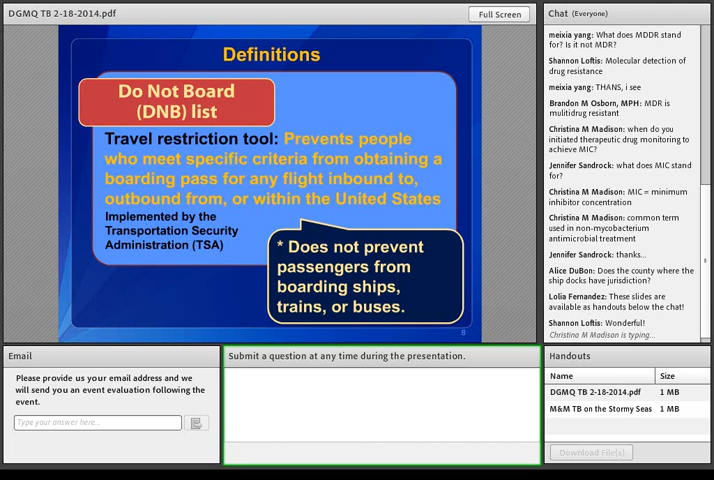 DGMQ TB 2-18-2014.pdf
Full Screen
Definitions
Do Not Board
(DNB) list
Travel restriction tool: Prevents people
who meet specific criteria from obtaining a
boarding pass for any flight inbound to,
outbound from, or within the United States
Implemented by the
Transportation Security
Administration (TSA)
* Does not prevent
passengers from
boarding ships,
trains, or buses.
8
Chat (Everyone)
meixia yang: What does MDDR stand
for? Is it not MDR?
Shannon Loftis: Molecular detection of
drug resistance
meixia yang: THANS, i see
Brandon M Osborn, MPH: MDR is
mulitidrug resistant
Christina M Madison: when do you
initiated therapeutic drug monitoring to
achieve MIC?
Jennifer Sandrock: what does MIC stand
for?
Christina M Madison: MIC = minimum
inhibitor concentration
Christina M Madison: common term
used in non-mycobacterium
antimicrobial treatment
Jennifer Sandrock: thanks...
Alice DuBon: Does the county where the
ship docks have jurisdiction?
Lolia Fernandez: These slides are
available as handouts below the chat!
Shannon Loftis: Wonderful!
Christina M Madison is typing...
Email
Please provide us your email address and we
will send you an event evaluation following the
event.
Type your answer here...
Submit a question at any time during the presentation.
Handouts
Name Size
DGMQ TB 2-18-2014.pdf 1 MB
M&M TB on the Stormy Seas 1 MB
Download File(s)